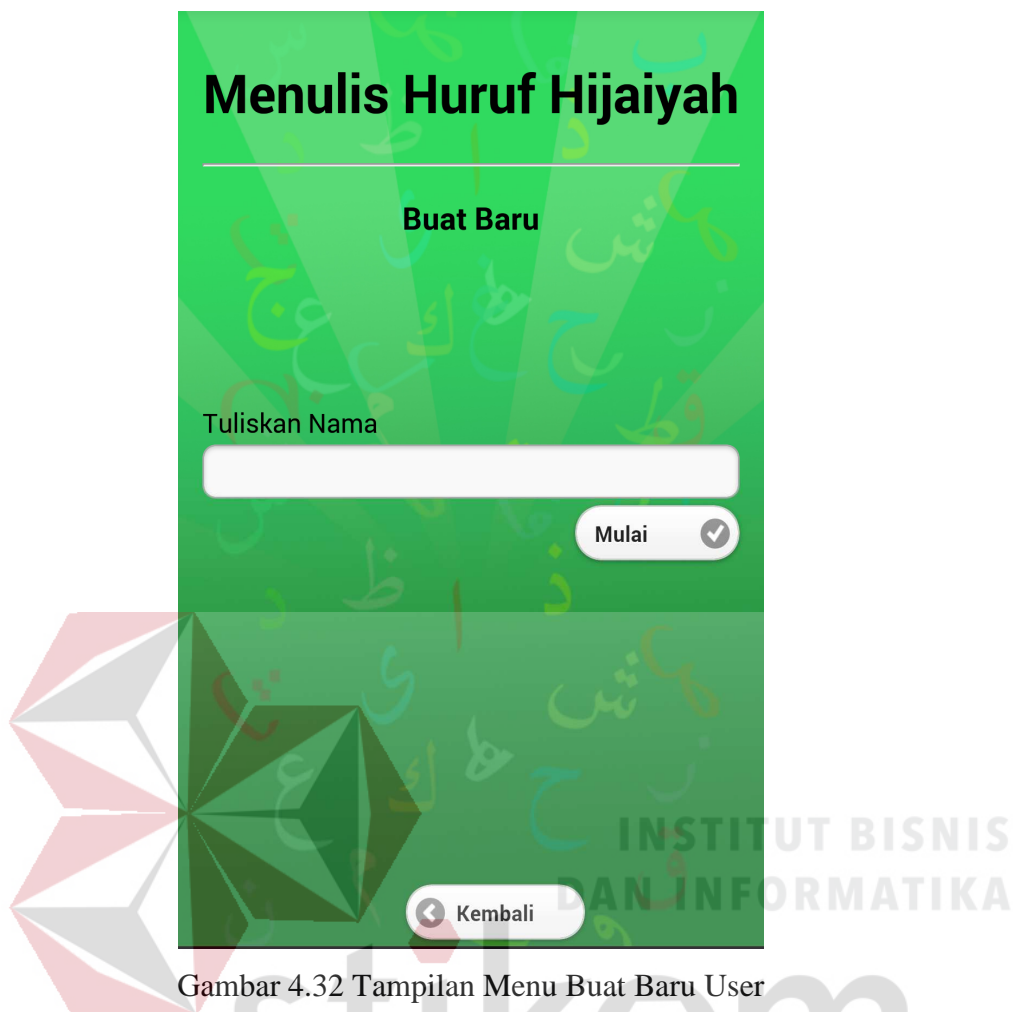 Menulis Huruf Hijaiyah
Buat Baru
Tuliskan Nama
Mulai
Kembali
INSTITUT BISNIS
DAN INFORMATIKA
Gambar 4.32 Tampilan Menu Buat Baru User